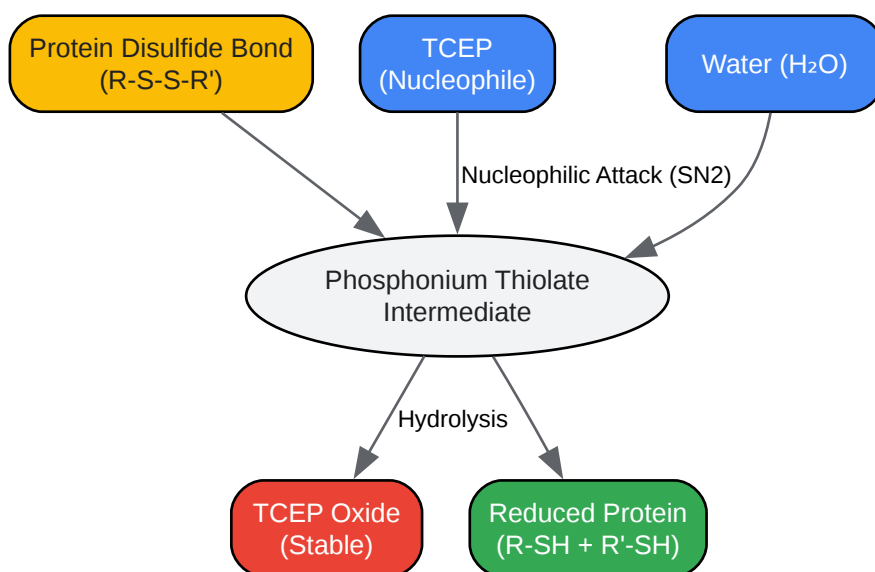 Protein Disulfide Bond
(R-S-S-R')
TCEP
(Nucleophile)
Water (H₂O)
Nucleophilic Attack (SN2)
Phosphonium Thiolate
Intermediate
Hydrolysis
TCEP Oxide
(Stable)
Reduced Protein
(R-SH + R'-SH)